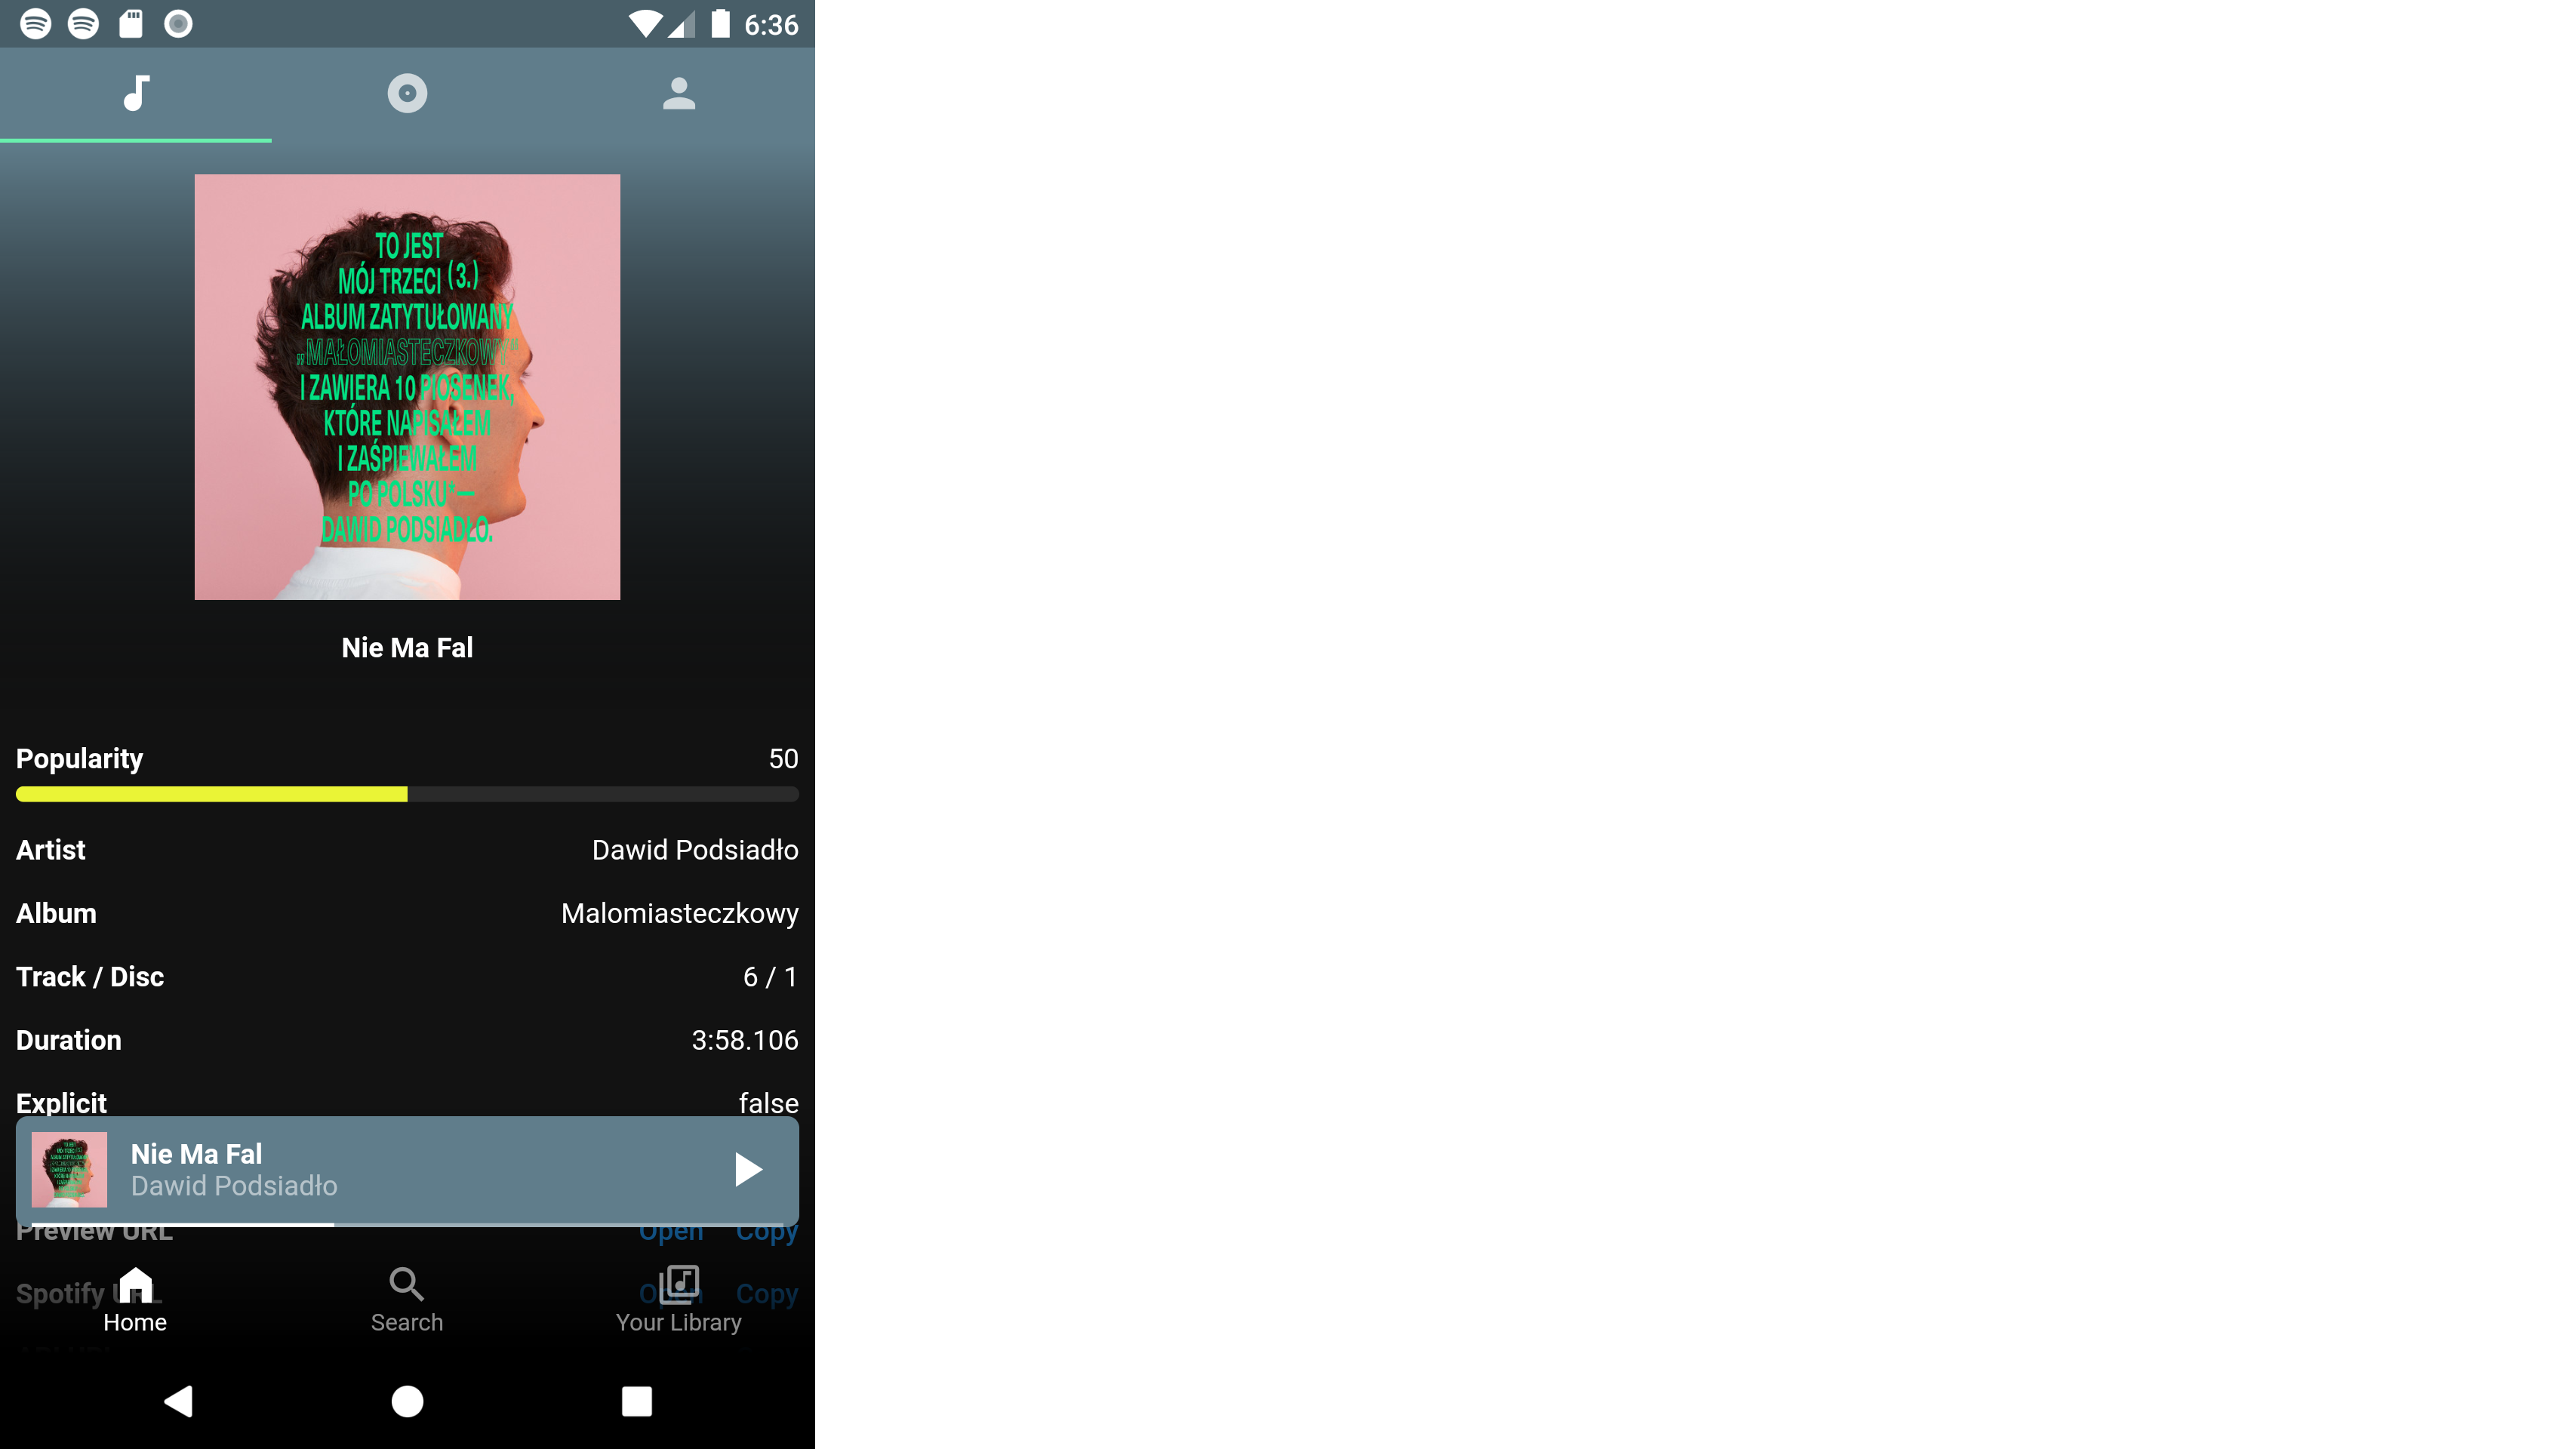 6:36
TO JEST
MÓJ TRZECI (3.)
ALBUM ZATYTUŁOWANY
„MAŁOMIASTECZKOWY”
I ZAWIERA 10 PIOSENEK,
KTÓRE NAPISAŁEM
I ZAŚPIEWAŁEM
PO POLSKU*—
DAWID PODSIADŁO.
Nie Ma Fal
Popularity 50
Artist Dawid Podsiadło
Album Malomiasteczkowy
Track / Disc 6 / 1
Duration 3:58.106
Explicit false
Nie Ma Fal
Dawid Podsiadło
Preview URL Open Copy
Spotify URL Open Copy
Home Search Your Library